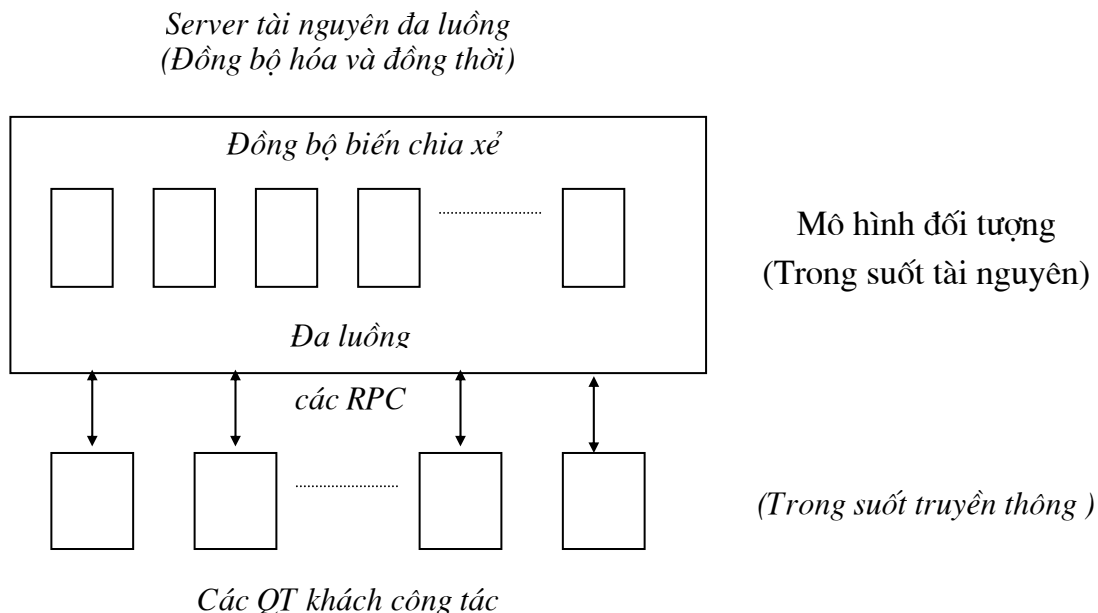 Server tài nguyên đa luồng
(Đồng bộ hóa và đồng thời)
Đồng bộ biến chia xẻ
Mô hình đối tượng
(Trong suốt tài nguyên)
Đa luồng
các RPC
(Trong suốt truyền thông )
Các QT khách công tác